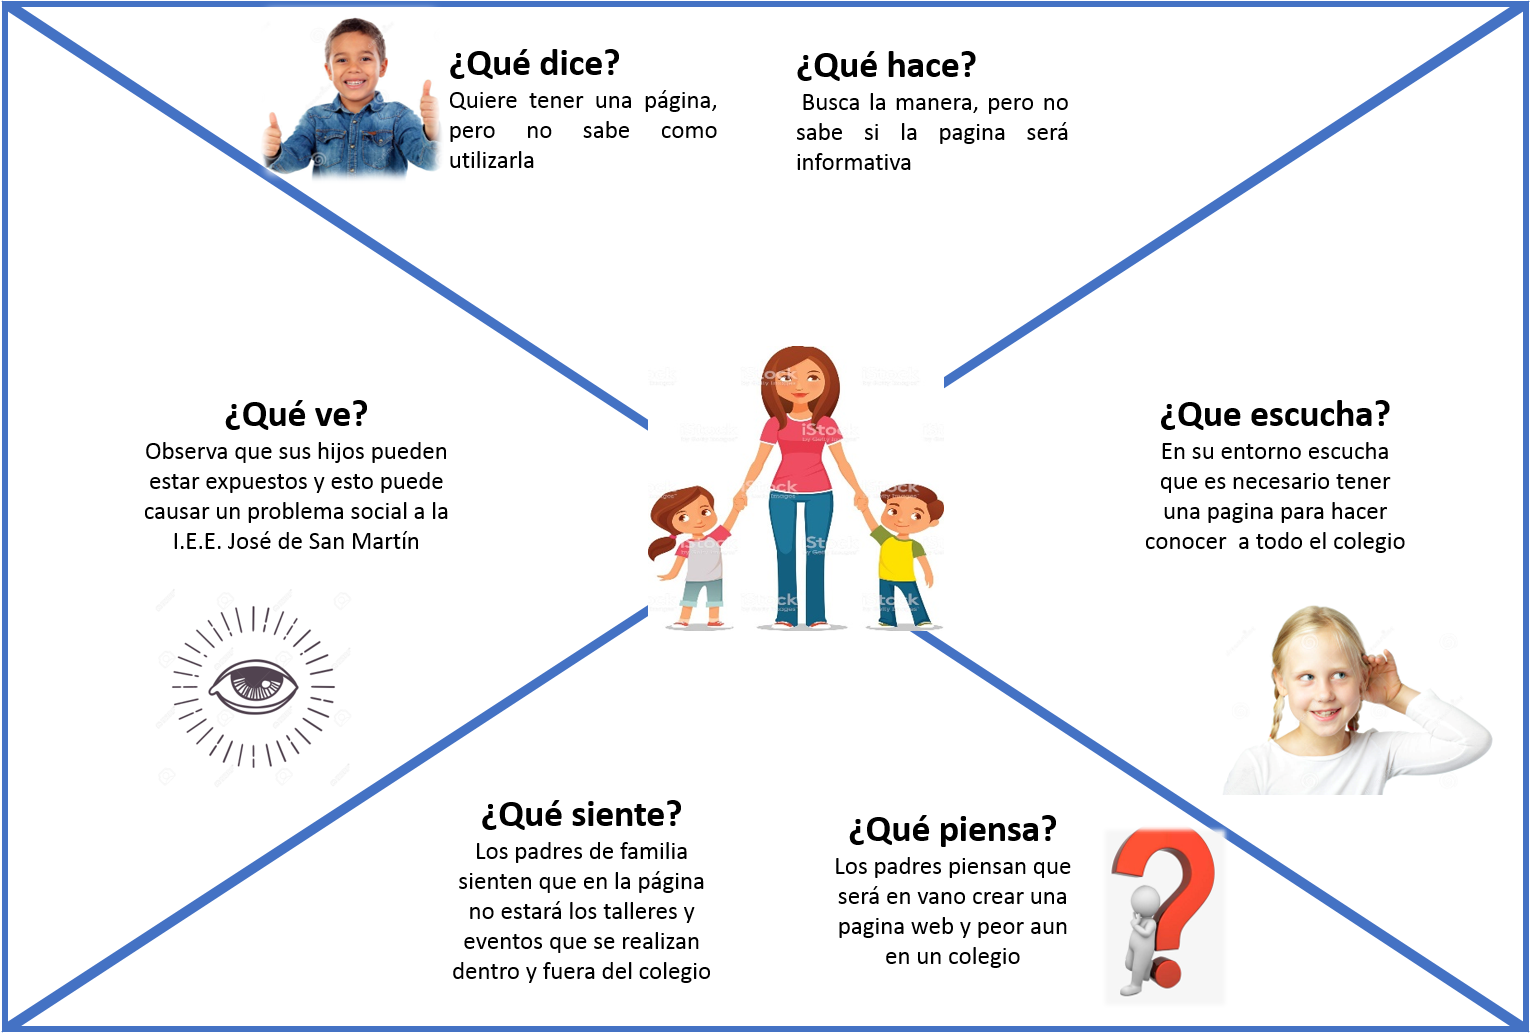 ¿Qué dice?
Quiere tener una página,
pero no sabe como
utilizarla
¿Qué hace?
Busca la manera, pero no
sabe si la pagina será
informativa
¿Qué ve?
Observa que sus hijos pueden
estar expuestos y esto puede
causar un problema social a la
I.E.E. José de San Martín
¿Que escucha?
En su entorno escucha
que es necesario tener
una pagina para hacer
conocer a todo el colegio
iStock
iStock
iStock
¿Qué siente?
Los padres de familia
sienten que en la página
no estará los talleres y
eventos que se realizan
dentro y fuera del colegio
¿Qué piensa?
Los padres piensan que
será en vano crear una
pagina web y peor aun
en un colegio